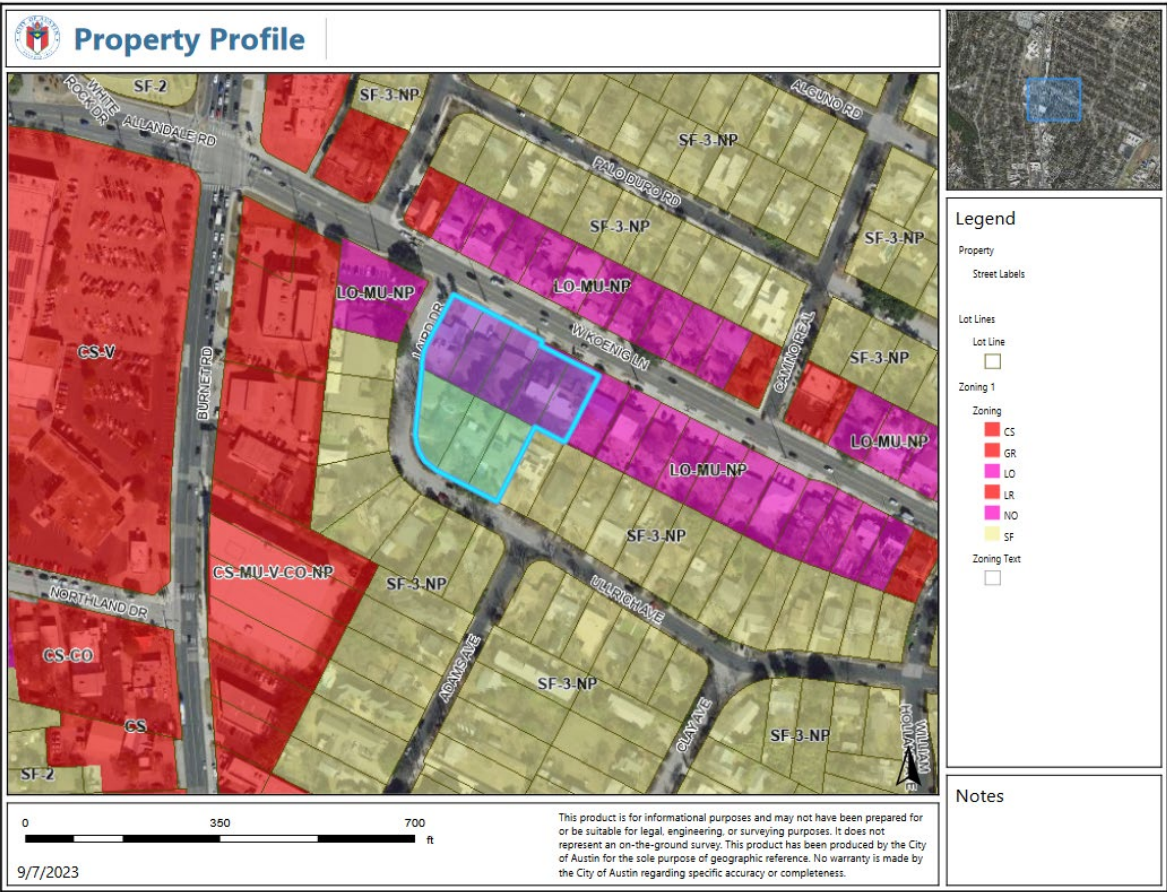 Property Profile
SF-2
WHITE
ROCK DR
ALLANDALE RD
SF-3-NP
ALGUNO RD
SF-3-NP
PALO DURO RD
SF-3-NP
SF-3-NP
LO-MU-NP
LO-MU-NP
LAIRD DR
W KOENIG LN
CAMINO REAL
CS-V
BURNET RD
SF-3-NP
LO-MU-NP
LO-MU-NP
SF-3-NP
CS-MU-V-CO-NP
SF-3-NP
NORTHLAND DR
ULLRICH AVE
CS-CO
ADAMS AVE
SF-3-NP
CLAY AVE
SF-3-NP
CS
SF-2
WILLIAM
Legend
Property
Street Labels
Lot Lines
Lot Line
Zoning 1
Zoning
CS
GR
LO
LR
NO
SF
Zoning Text
Notes
0 350 700
ft
9/7/2023
This product is for informational purposes and may not have been prepared for
or be suitable for legal, engineering, or surveying purposes. It does not
represent an on-the-ground survey. This product has been produced by the City
of Austin for the sole purpose of geographic reference. No warranty is made by
the City of Austin regarding specific accuracy or completeness.